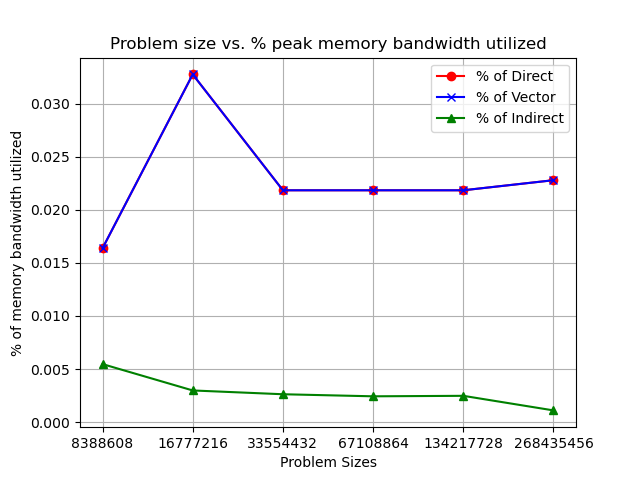 Problem size vs. % peak memory bandwidth utilized
% of Direct
% of Vector
% of Indirect
% of memory bandwidth utilized
0.030
0.025
0.020
0.015
0.010
0.005
0.000
8388608 16777216 33554432 67108864 134217728 268435456
Problem Sizes